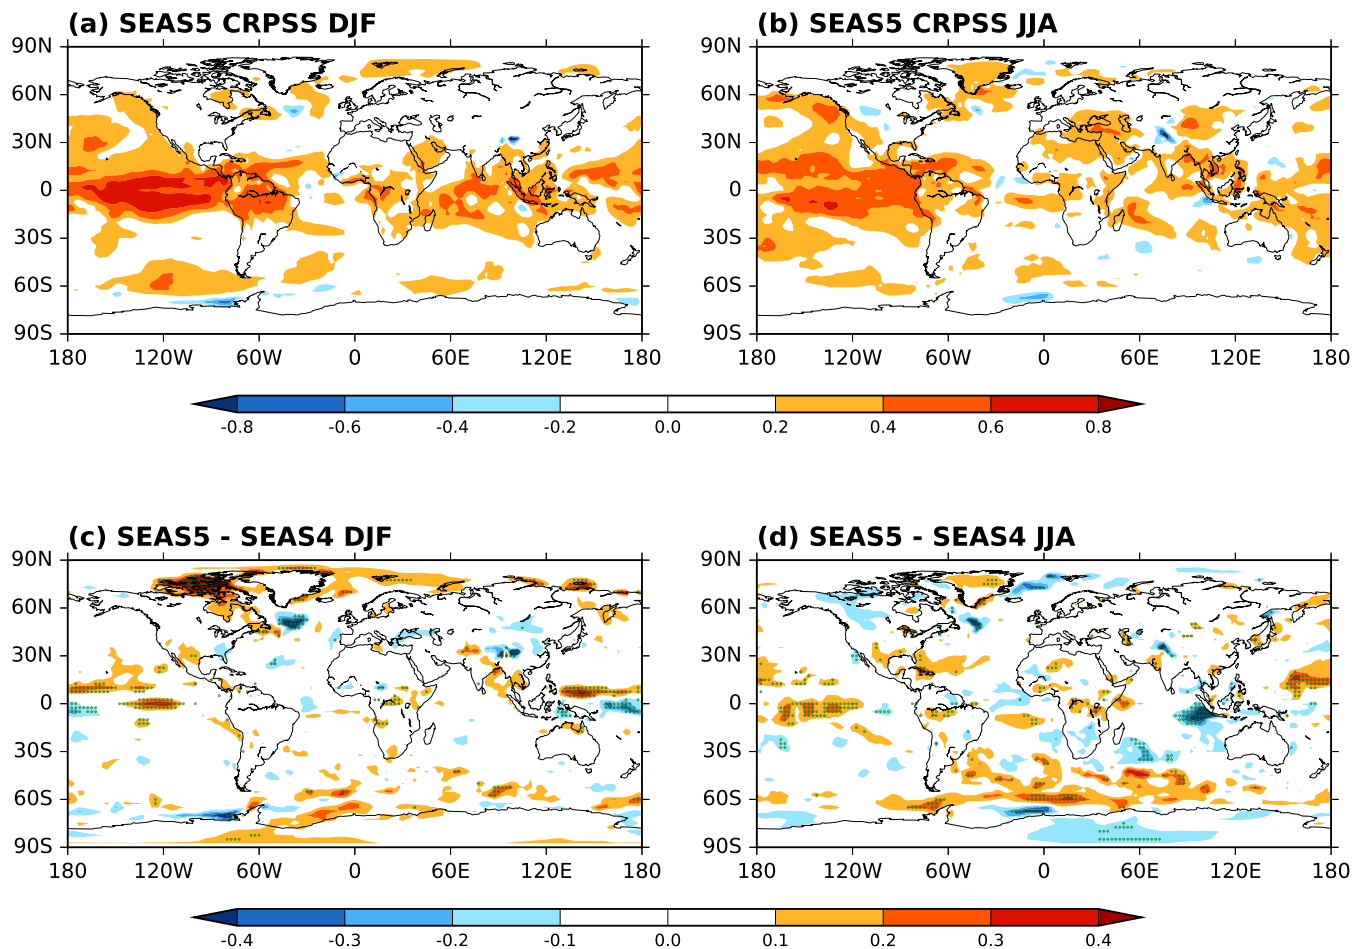 (a) SEAS5 CRPSS DJF
(b) SEAS5 CRPSS JJA
90N
60N
30N
0
30S
60S
90S
180 120W 60W 0 60E 120E 180
90N
60N
30N
0
30S
60S
90S
180 120W 60W 0 60E 120E 180
-0.8 -0.6 -0.4 -0.2 0.0 0.2 0.4 0.6 0.8
(c) SEAS5 - SEAS4 DJF
(d) SEAS5 - SEAS4 JJA
90N
60N
30N
0
30S
60S
90S
180 120W 60W 0 60E 120E 180
90N
60N
30N
0
30S
60S
90S
180 120W 60W 0 60E 120E 180
-0.4 -0.3 -0.2 -0.1 0.0 0.1 0.2 0.3 0.4